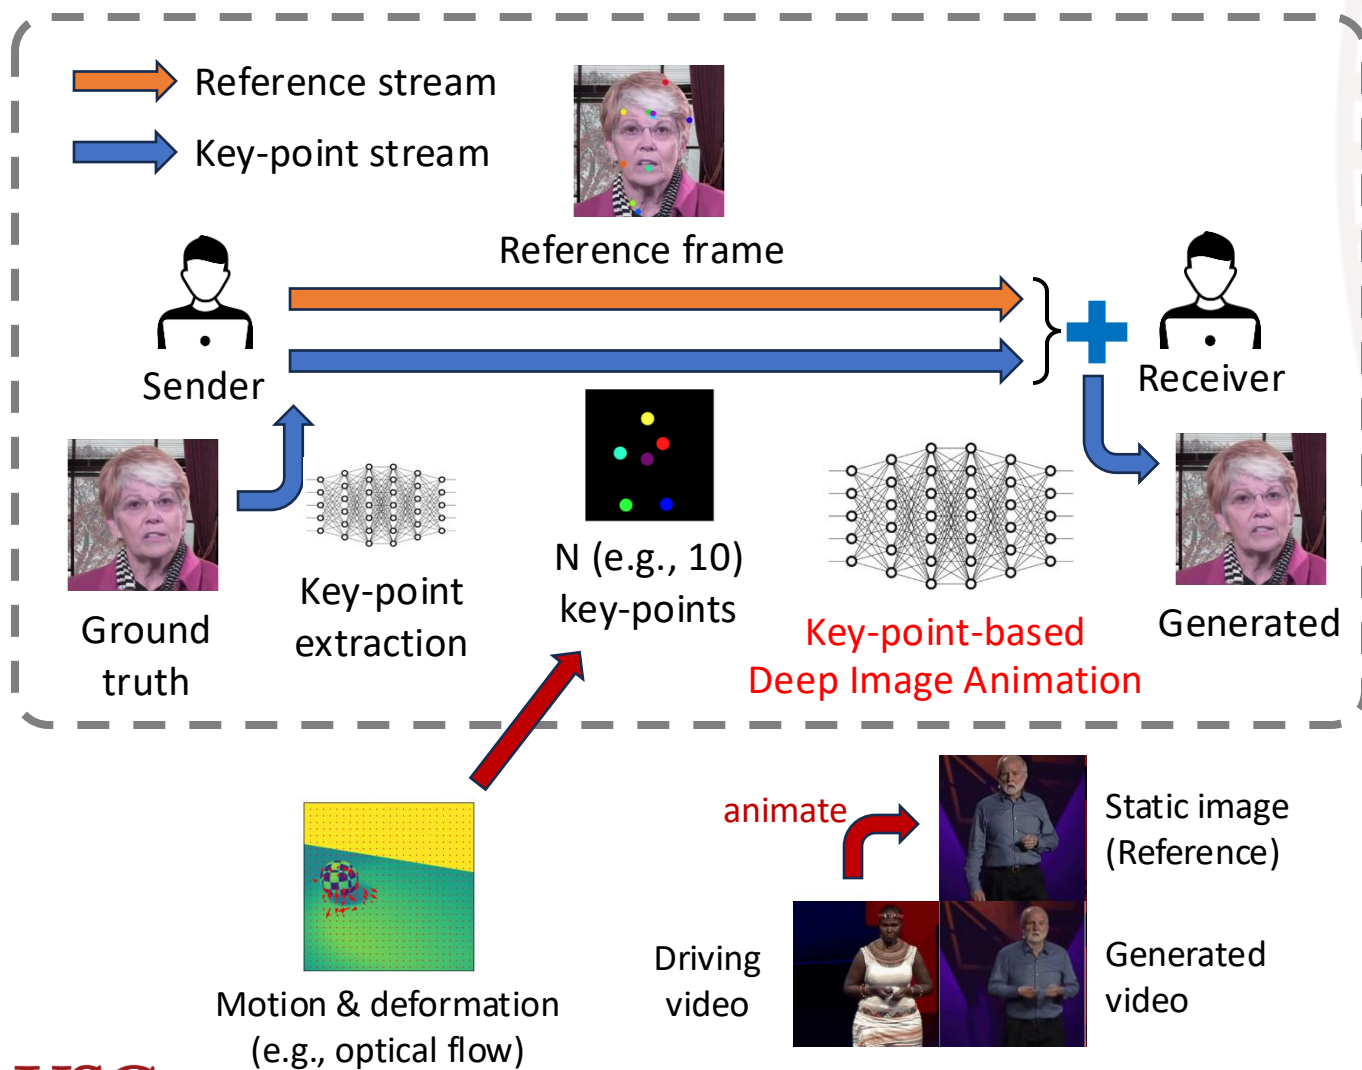 Reference stream
Key-point stream
Reference frame
Sender
Receiver
Ground
truth
Key-point
extraction
N (e.g., 10)
key-points
Key-point-based
Deep Image Animation
Generated
animate
Static image
(Reference)
Driving
video
Generated
video
Motion & deformation
(e.g., optical flow)